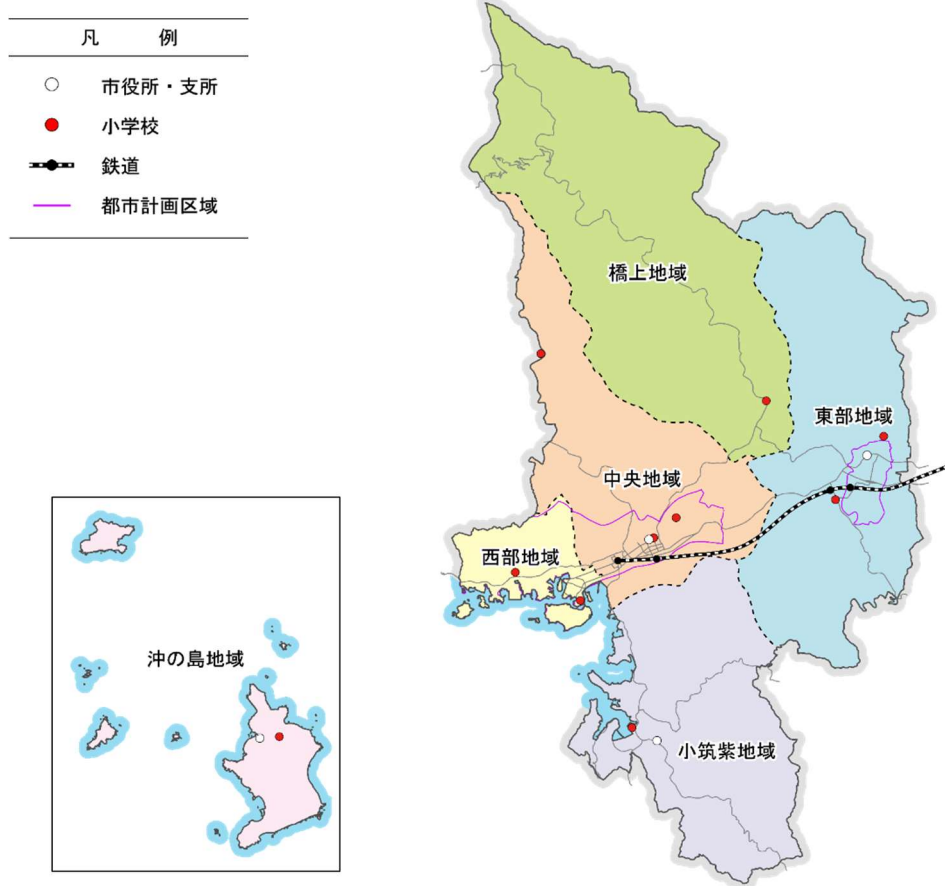 凡 例
市役所・支所
小学校
鉄道
都市計画区域
橋上地域
東部地域
中央地域
西部地域
沖の島地域
小筑紫地域